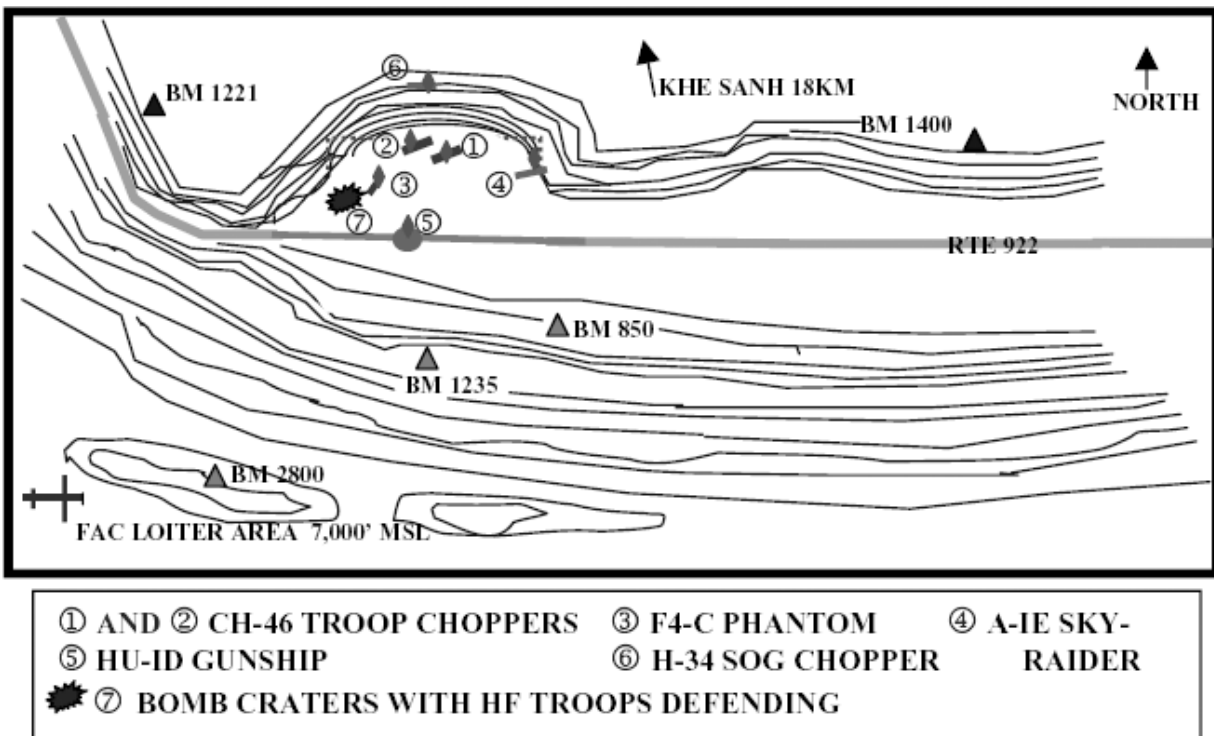 ⑥
BM 1221
KHE SANH 18KM
NORTH
BM 1400
②
①
③
④
⑦
⑤
RTE 922
BM 850
BM 1235
BM 2800
FAC LOITER AREA 7,000' MSL
① AND ② CH-46 TROOP CHOPPERS ③ F4-C PHANTOM ④ A-IE SKY-
⑤ HU-ID GUNSHIP ⑥ H-34 SOG CHOPPER RAIDER
⑦ BOMB CRATERS WITH HF TROOPS DEFENDING